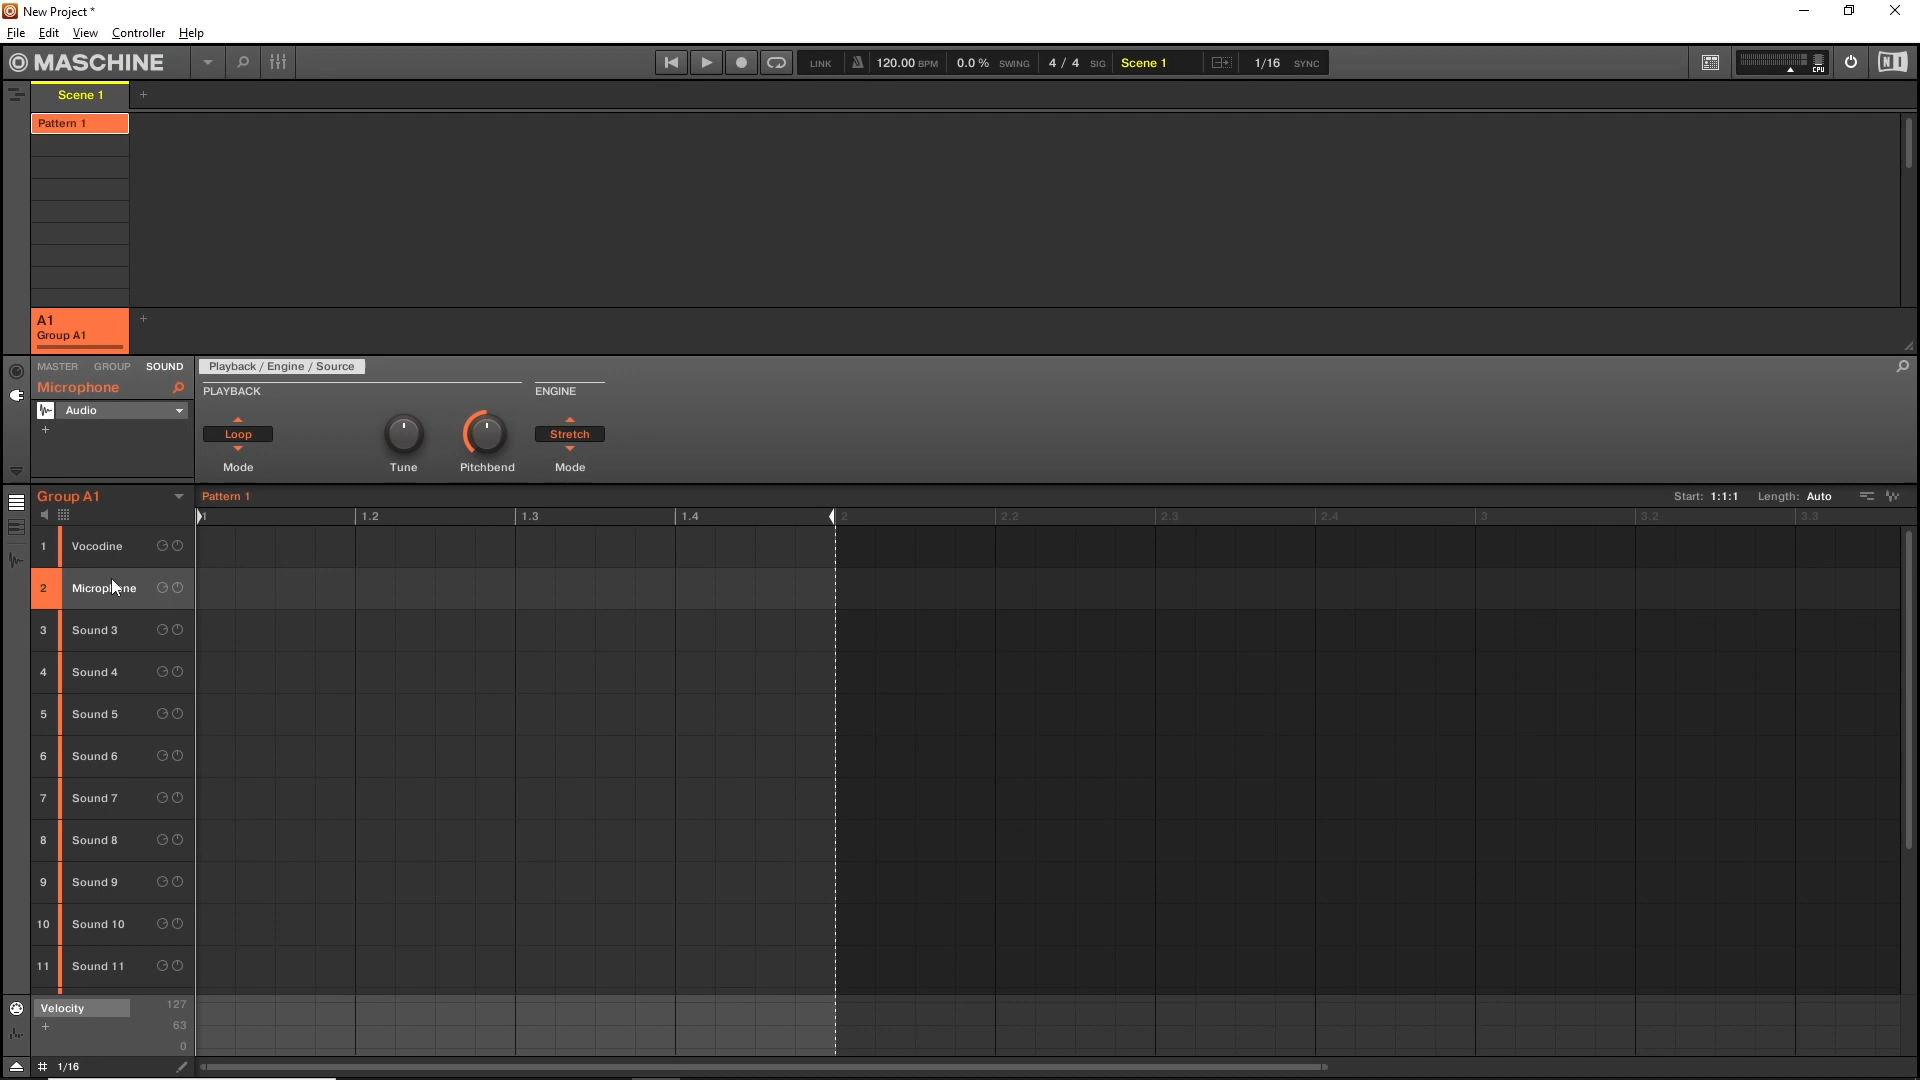 New Project *
File Edit View Controller Help
MASCHINE LINK 120.00 BPM 0.0 % SWING 4 / 4 SIG Scene 1 1/16 SYNC CPU NI
Scene 1 +
Pattern 1
A1 +
Group A1
MASTER GROUP SOUND Playback / Engine / Source
Microphone PLAYBACK ENGINE
Audio
+ Loop Stretch
Mode Tune Pitchbend Mode
Group A1 Pattern 1 Start: 1:1:1 Length: Auto
1 1.2 1.3 1.4 2 2.2 2.3 2.4 3 3.2 3.3
1 Vocodine
2 Microphone
3 Sound 3
4 Sound 4
5 Sound 5
6 Sound 6
7 Sound 7
8 Sound 8
9 Sound 9
10 Sound 10
11 Sound 11
Velocity 127
+ 63
0
# 1/16